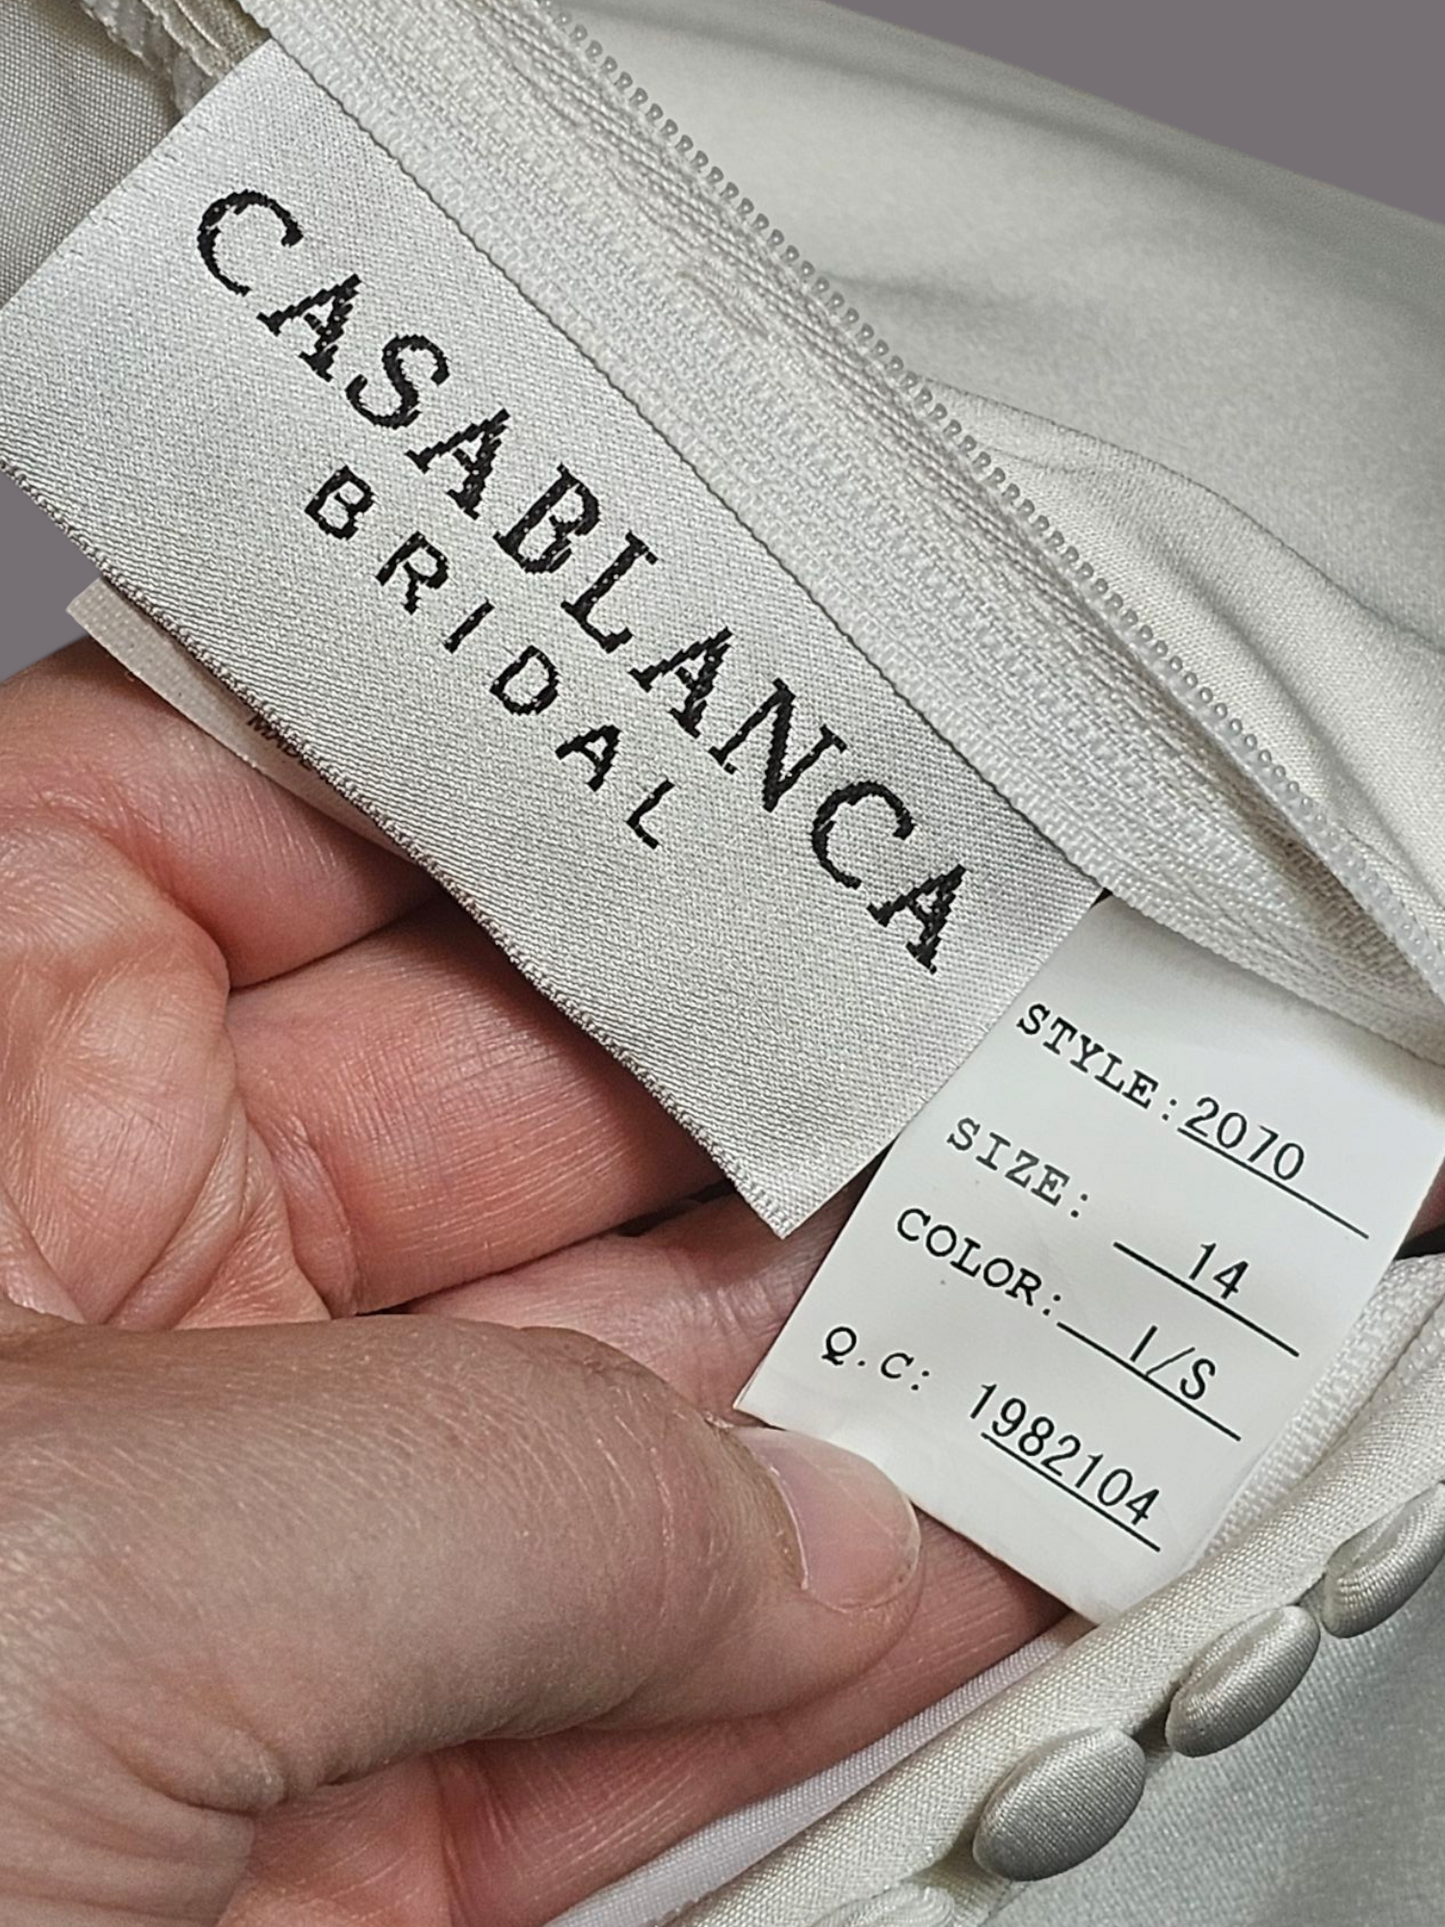 CASABLANCA
BRIDAL
STYLE: 2070
SIZE: 14
COLOR: I/S
Q.C: 1982104